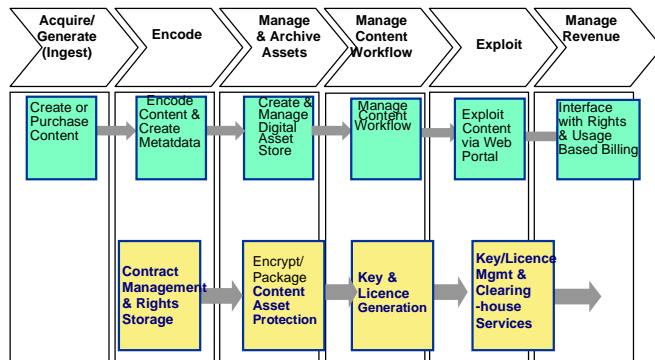 Acquire/
Generate
(Ingest)
Encode
Manage
& Archive
Assets
Manage
Content
Workflow
Exploit
Manage
Revenue
Create or
Purchase
Content
Encode
Content &
Create
Metatdata
Create &
Manage
Digital
Asset
Store
Manage
Content
Workflow
Exploit
Content
via Web
Portal
Interface
with Rights
& Usage
Based Billing
Contract
Management
& Rights
Storage
Encrypt/
Package
Content
Asset
Protection
Key &
Licence
Generation
Key/Licence
Mgmt &
Clearing
-house
Services